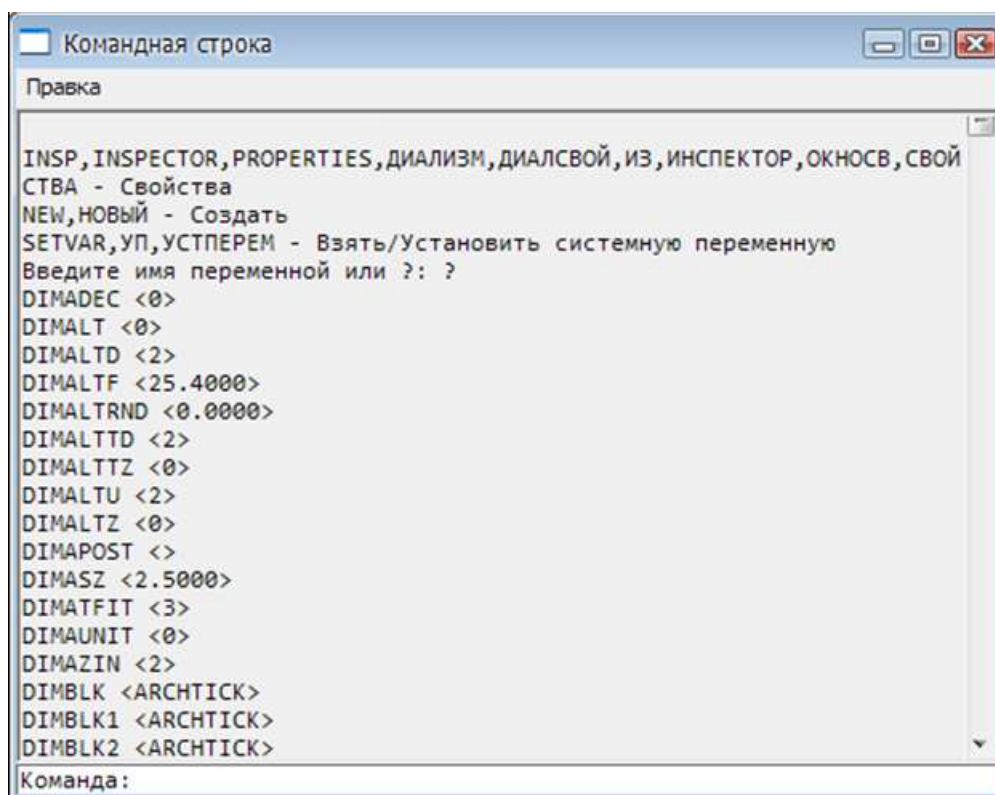 Командная строка
Правка
INSP,INSPECTOR,PROPERTIES,ДИАЛИЗМ,ДИАЛСВОЙ,ИЗ,ИНСПЕКТОР,ОКНОСВ,СВОЙ
СТВА - Свойства
NEW,НОВЫЙ - Создать
SETVAR,УП,УСТПЕРЕМ - Взять/Установить системную переменную
Введите имя переменной или ?: ?
DIMADEC <0>
DIMALT <0>
DIMALTD <2>
DIMALTF <25.4000>
DIMALTRND <0.0000>
DIMALTTD <2>
DIMALTTZ <0>
DIMALTU <2>
DIMALTZ <0>
DIMAPOST <>
DIMASZ <2.5000>
DIMATFIT <3>
DIMAUNIT <0>
DIMAZIN <2>
DIMBLK <ARCHTICK>
DIMBLK1 <ARCHTICK>
DIMBLK2 <ARCHTICK>
Команда: